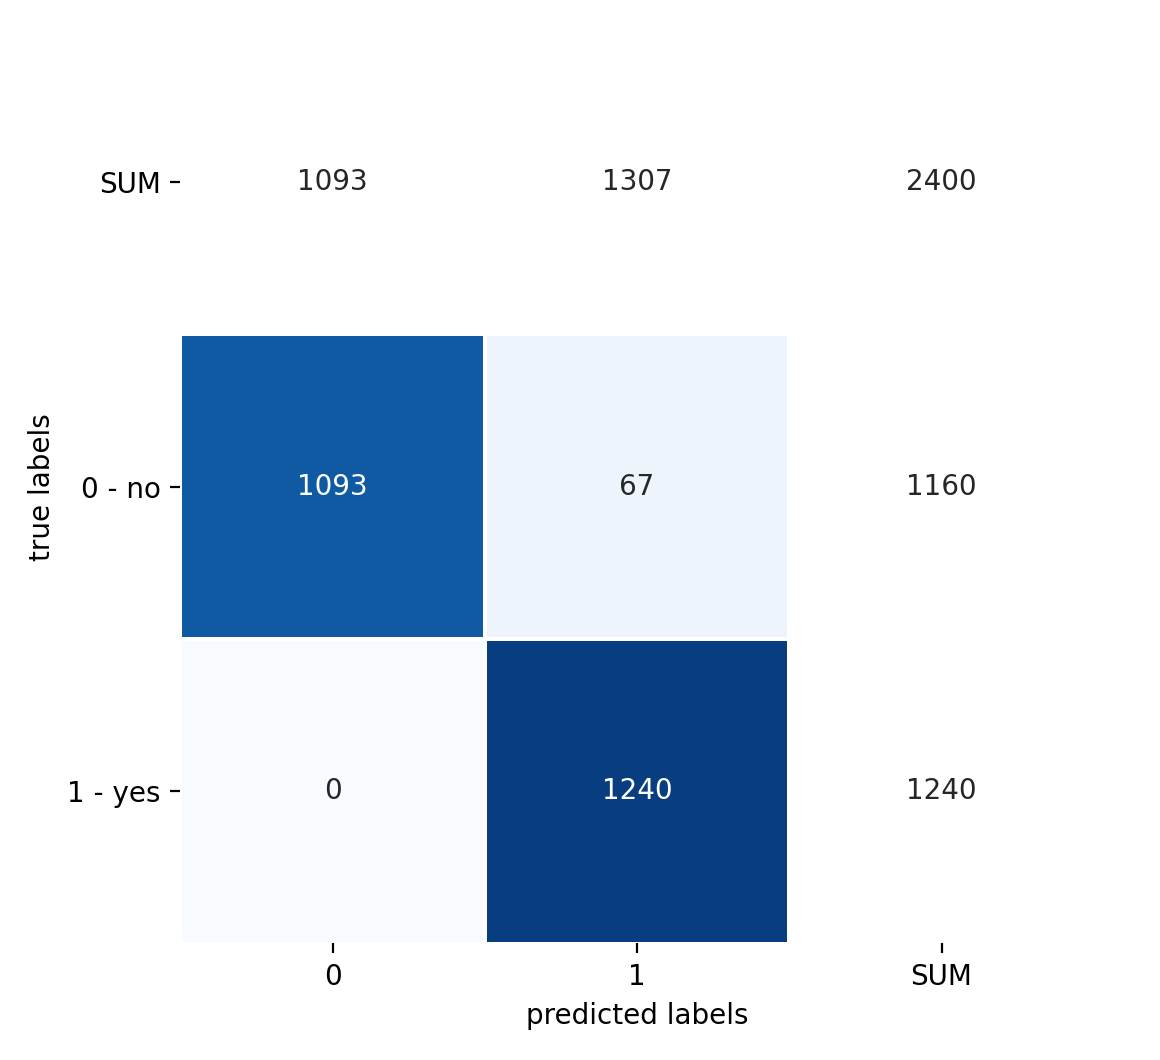 SUM 1093 1307 2400
true labels
0 - no 1093 67 1160
1 - yes 0 1240 1240
0 1 SUM
predicted labels